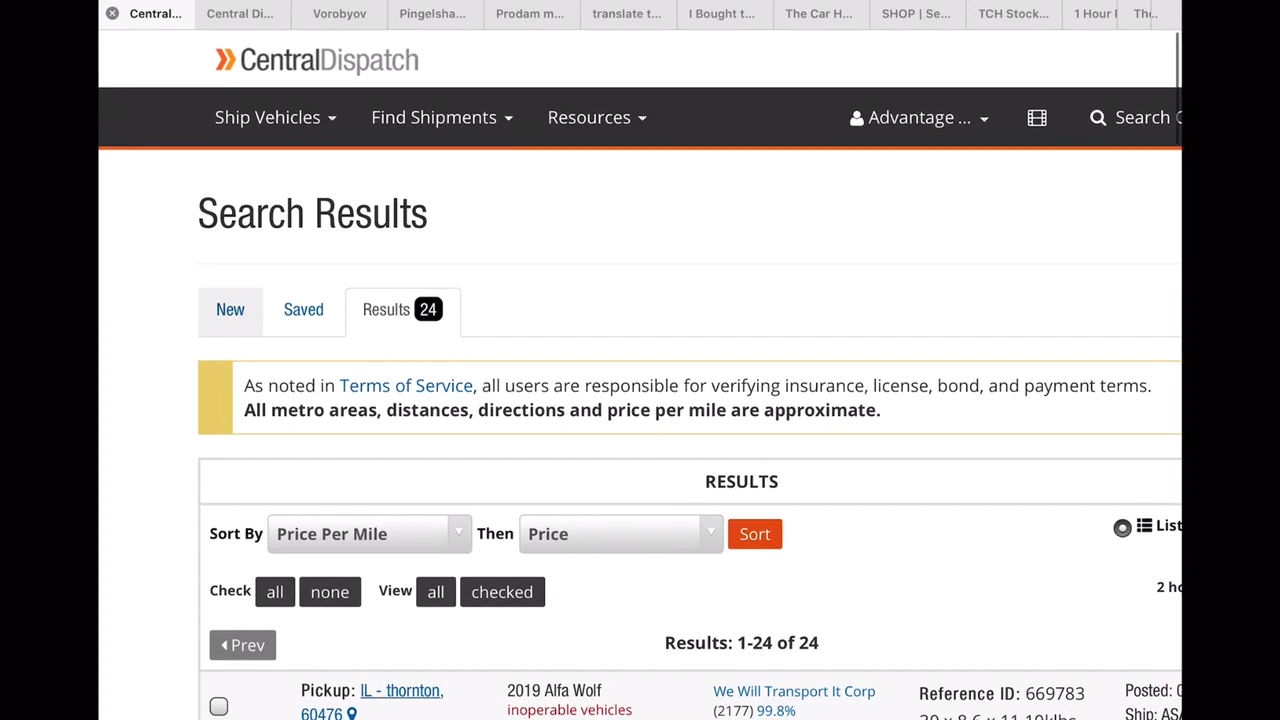 Central... Central Di... Vorobyov Pingelsha... Prodam m... translate t... I Bought t... The Car H... SHOP | Se... TCH Stock... 1 Hour Th..
CentralDispatch
Ship Vehicles Find Shipments Resources Advantage ... Search
Search Results
New Saved Results 24
As noted in Terms of Service, all users are responsible for verifying insurance, license, bond, and payment terms.
All metro areas, distances, directions and price per mile are approximate.
RESULTS
Sort By Price Per Mile Then Price Sort List
Check all none View all checked 2 ho
Prev Results: 1-24 of 24
Pickup: IL - thornton, 2019 Alfa Wolf We Will Transport It Corp Reference ID: 669783 Posted:
60476 inoperable vehicles (2177) 99.8% Ship: ASA